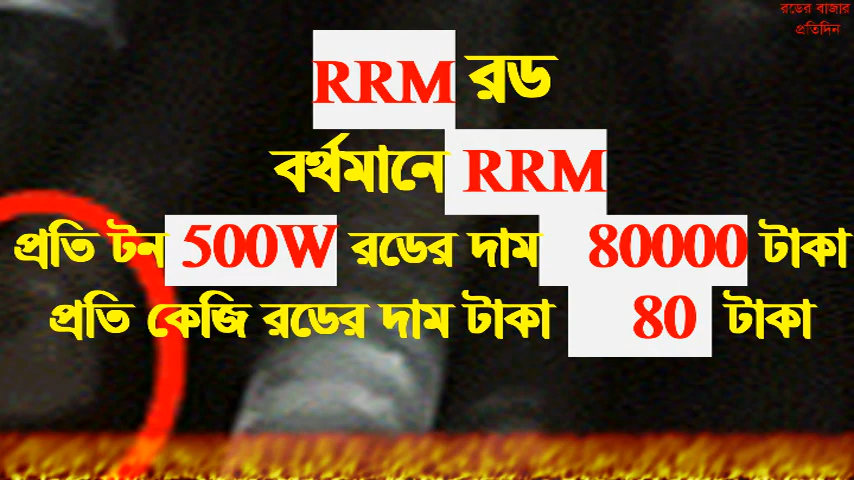 রডের বাজার
প্রতিদিন
RRM রড
বর্থমানে RRM
প্রতি টন 500W রডের দাম 80000 টাকা
প্রতি কেজি রডের দাম টাকা 80 টাকা